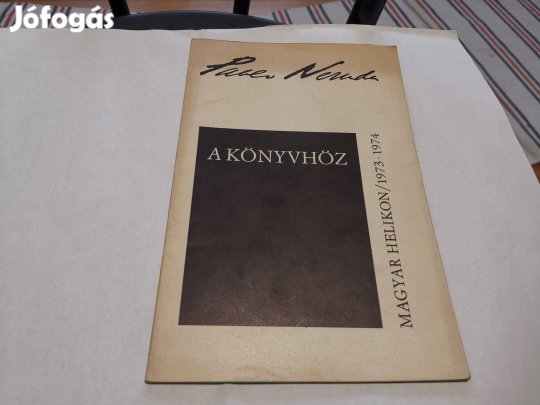 Jófogás
Pablo Neruda
A KÖNYVHÖZ
MAGYAR HELIKON/1973·1974